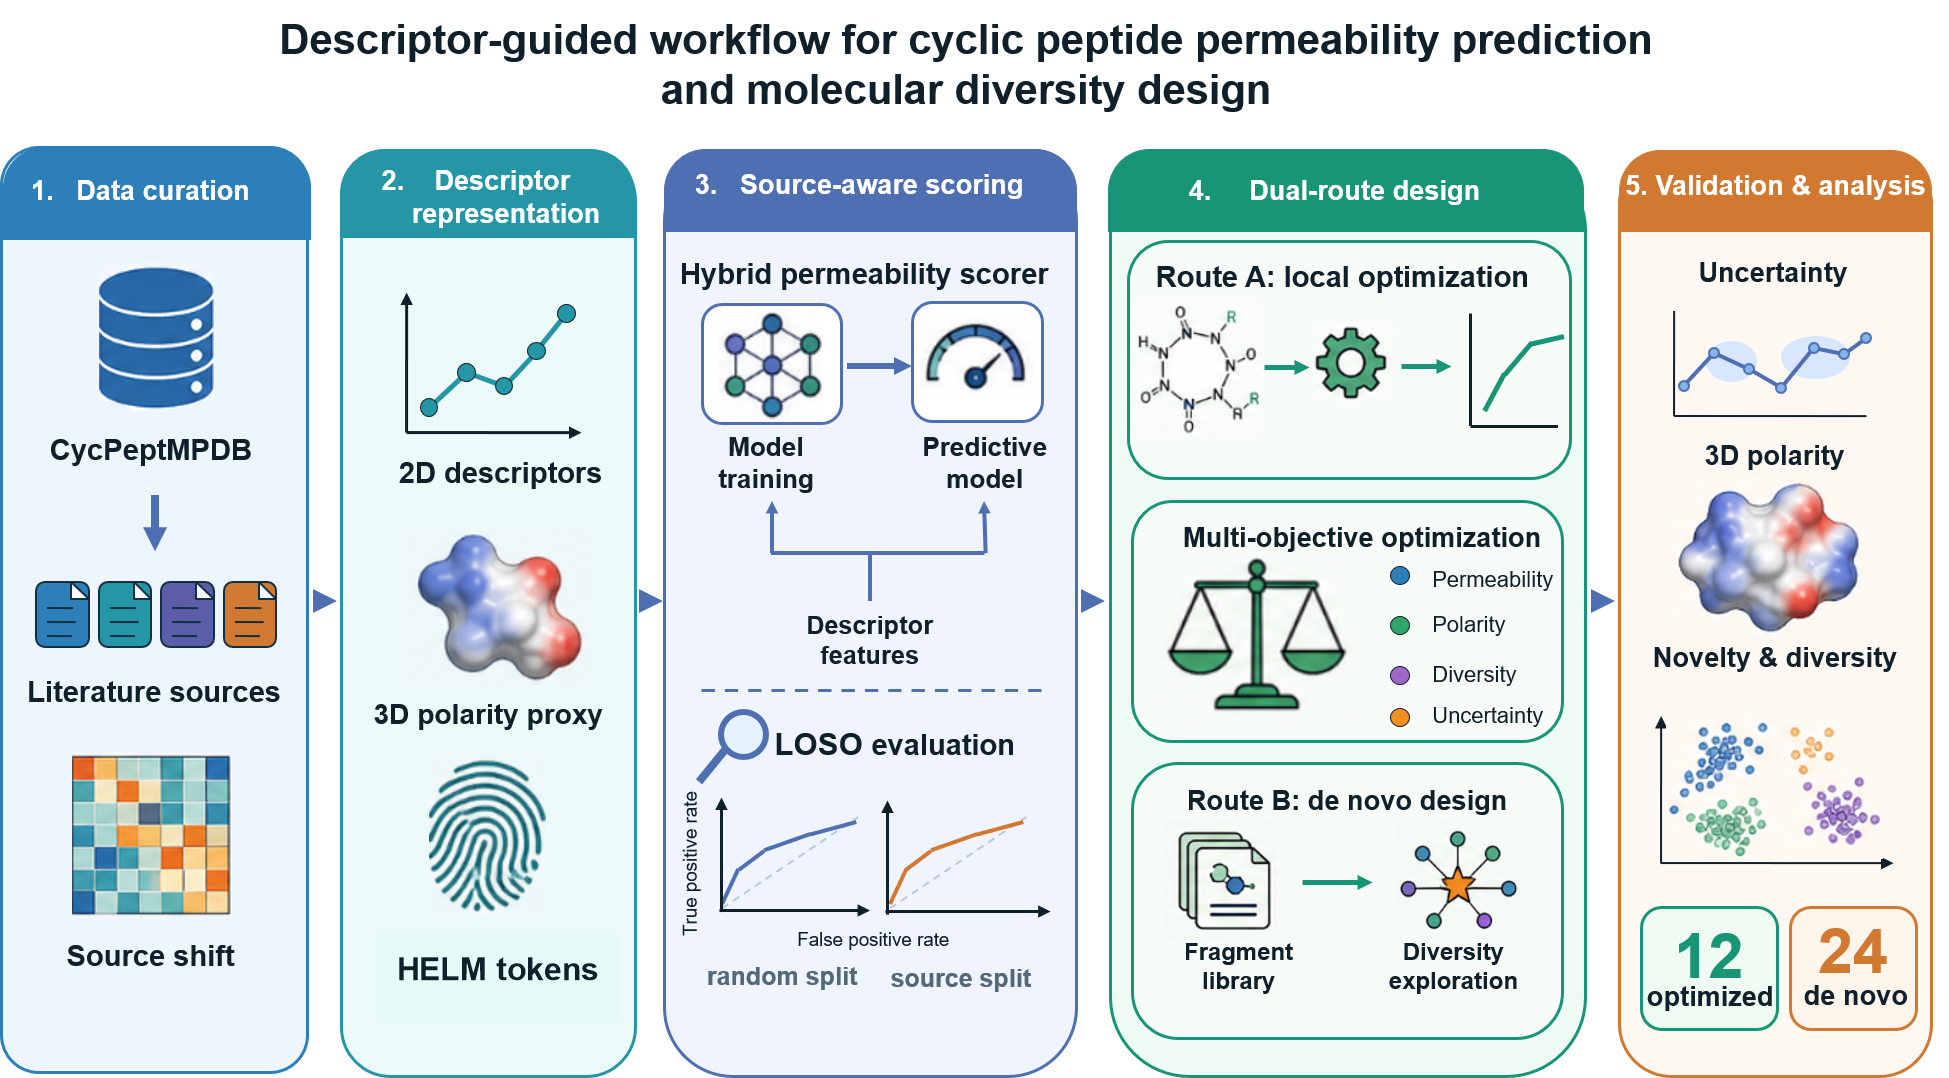 Descriptor-guided workflow for cyclic peptide permeability prediction
and molecular diversity design
1. Data curation
CycPeptMPDB
Literature sources
Source shift
2. Descriptor
representation
2D descriptors
3D polarity proxy
HELM tokens
3. Source-aware scoring
Hybrid permeability scorer
Model
training
Predictive
model
Descriptor
features
LOSO evaluation
True positive rate
False positive rate
random split
source split
4. Dual-route design
Route A: local optimization
O
R
H
N
N
N
O
N
N
N
O
N
R
R
O
Multi-objective optimization
Permeability
Polarity
Diversity
Uncertainty
Route B: de novo design
Fragment
library
Diversity
exploration
5. Validation & analysis
Uncertainty
3D polarity
Novelty & diversity
12
optimized
24
de novo